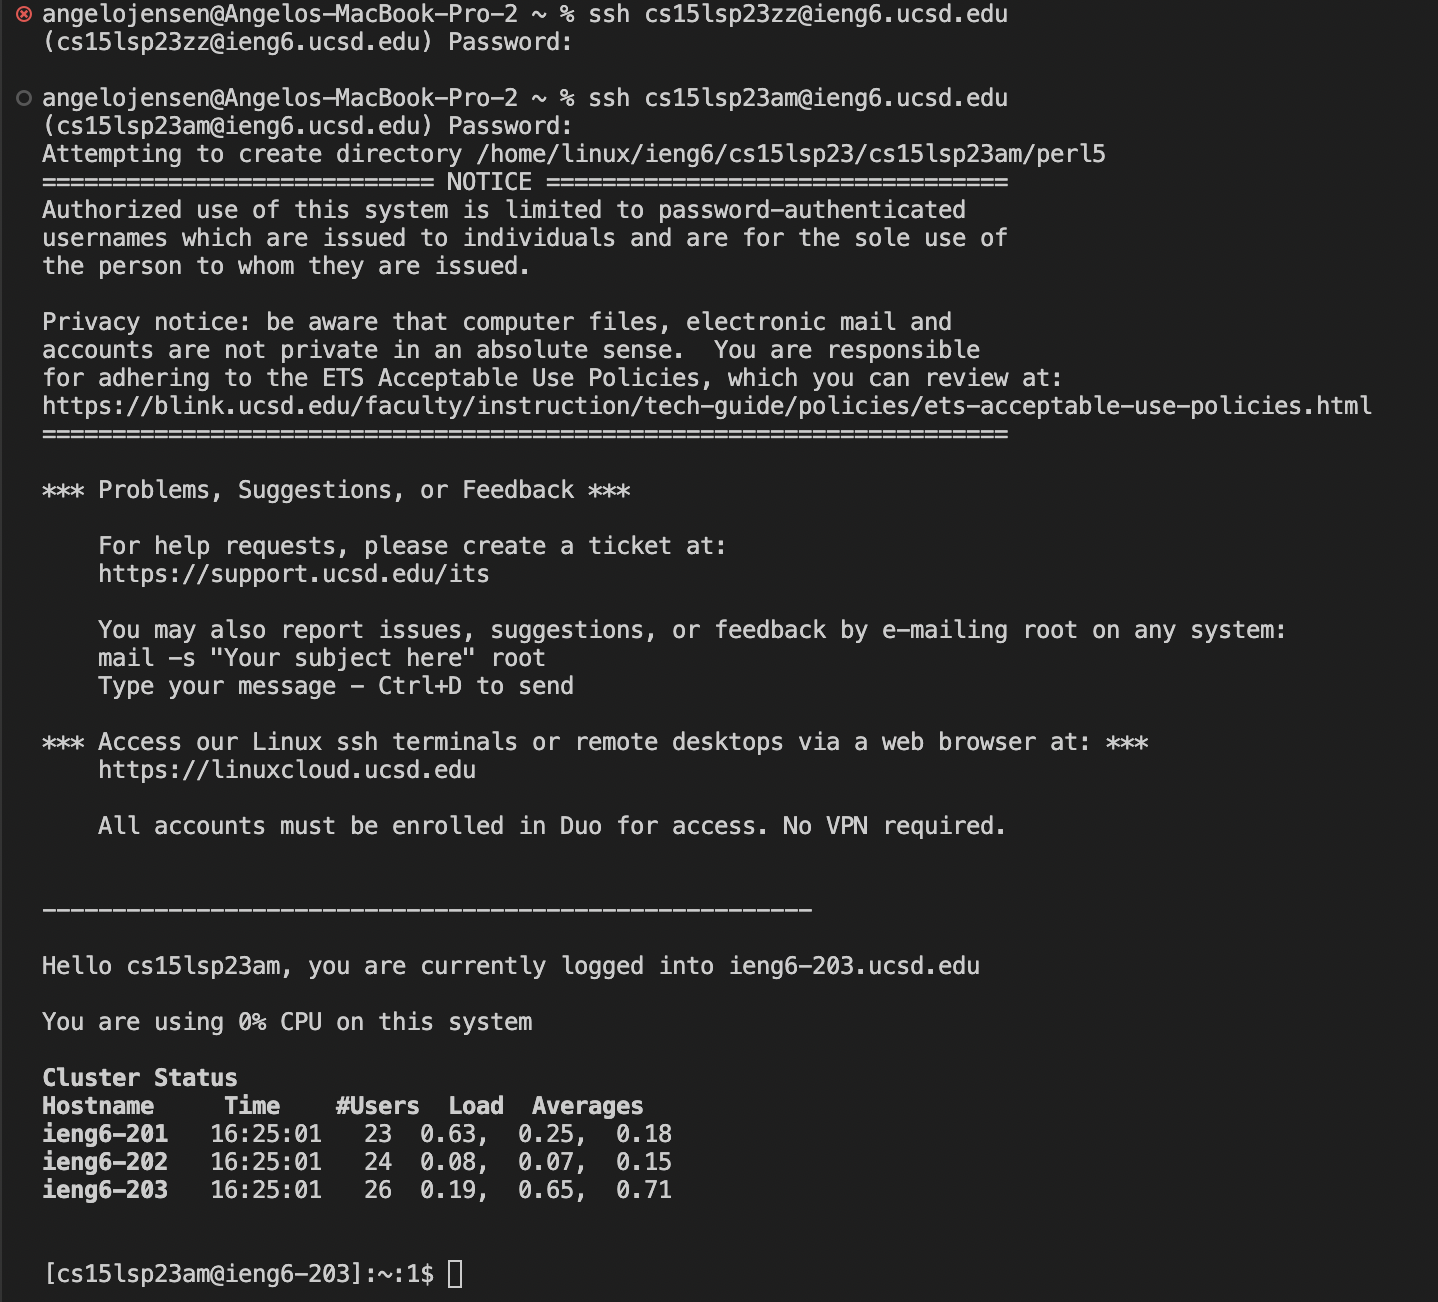 angelojensen@Angelos-MacBook-Pro-2 ~ % ssh cs15lsp23zz@ieng6.ucsd.edu
(cs15lsp23zz@ieng6.ucsd.edu) Password:
angelojensen@Angelos-MacBook-Pro-2 ~ % ssh cs15lsp23am@ieng6.ucsd.edu
(cs15lsp23am@ieng6.ucsd.edu) Password:
Attempting to create directory /home/linux/ieng6/cs15lsp23/cs15lsp23am/perl5
============================ NOTICE =================================
Authorized use of this system is limited to password-authenticated
usernames which are issued to individuals and are for the sole use of
the person to whom they are issued.
Privacy notice: be aware that computer files, electronic mail and
accounts are not private in an absolute sense.  You are responsible
for adhering to the ETS Acceptable Use Policies, which you can review at:
https://blink.ucsd.edu/faculty/instruction/tech-guide/policies/ets-acceptable-use-policies.html
=====================================================================
*** Problems, Suggestions, or Feedback ***
For help requests, please create a ticket at:
https://support.ucsd.edu/its
You may also report issues, suggestions, or feedback by e-mailing root on any system:
mail -s "Your subject here" root
Type your message - Ctrl+D to send
*** Access our Linux ssh terminals or remote desktops via a web browser at: ***
https://linuxcloud.ucsd.edu
All accounts must be enrolled in Duo for access. No VPN required.
-------------------------------------------------------
Hello cs15lsp23am, you are currently logged into ieng6-203.ucsd.edu
You are using 0% CPU on this system
Cluster Status
Hostname     Time    #Users  Load  Averages
ieng6-201   16:25:01   23  0.63,  0.25,  0.18
ieng6-202   16:25:01   24  0.08,  0.07,  0.15
ieng6-203   16:25:01   26  0.19,  0.65,  0.71
[cs15lsp23am@ieng6-203]:~:1$